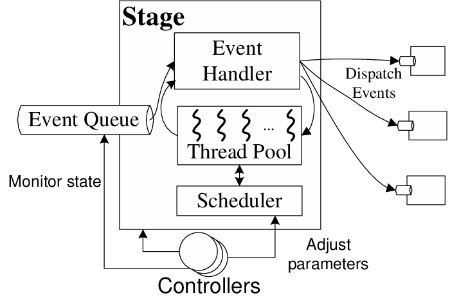 Stage
Event
Handler
Dispatch
Events
Event Queue
...
Thread Pool
Monitor state
Scheduler
Adjust
parameters
Controllers